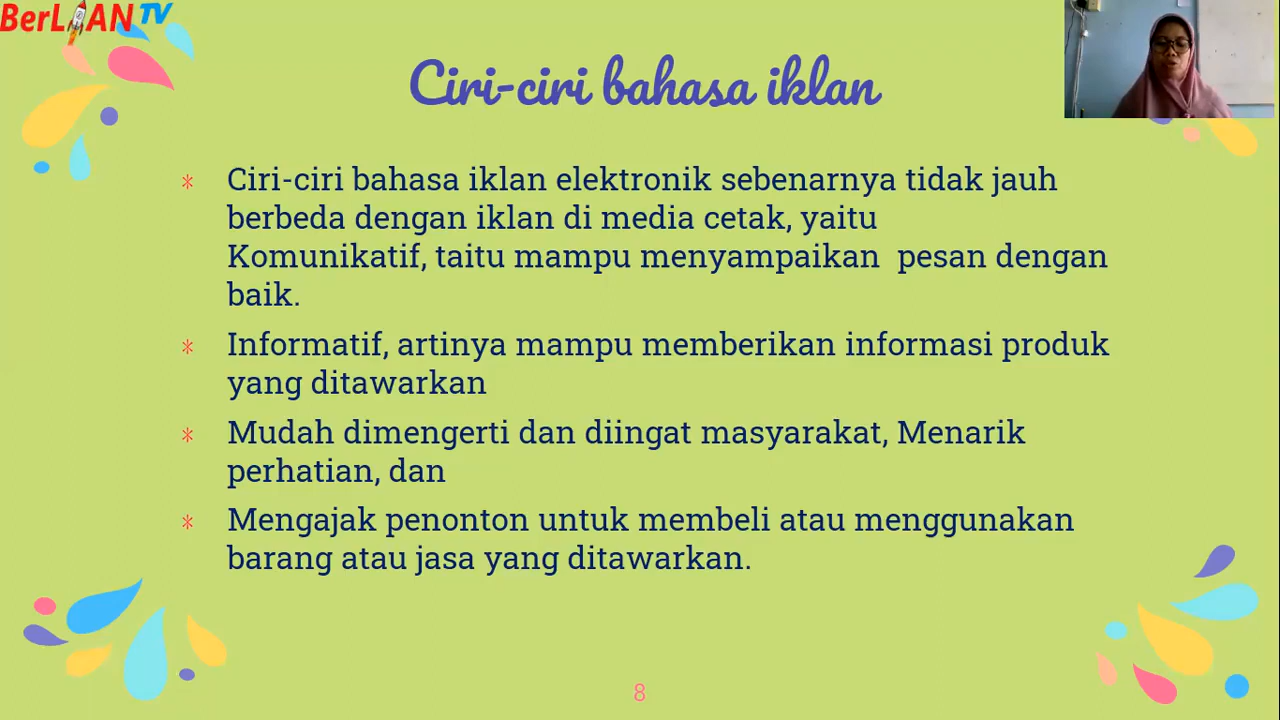 BerLIAN TV
Ciri-ciri bahasa iklan
* Ciri-ciri bahasa iklan elektronik sebenarnya tidak jauh
berbeda dengan iklan di media cetak, yaitu
Komunikatif, taitu mampu menyampaikan  pesan dengan
baik.
* Informatif, artinya mampu memberikan informasi produk
yang ditawarkan
* Mudah dimengerti dan diingat masyarakat, Menarik
perhatian, dan
* Mengajak penonton untuk membeli atau menggunakan
barang atau jasa yang ditawarkan.
8